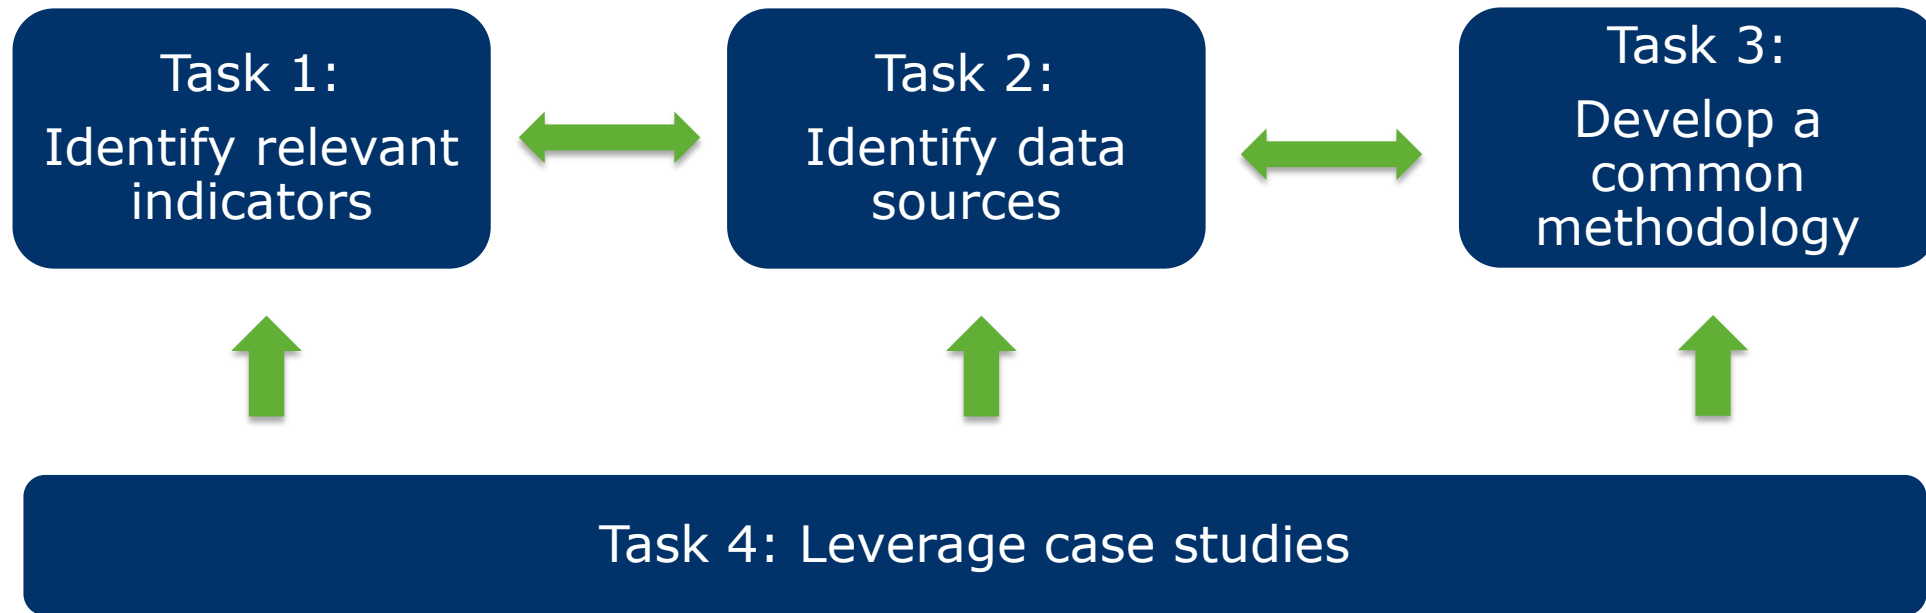 Task 1:
Identify relevant
indicators
Task 2:
Identify data
sources
Task 3:
Develop a
common
methodology
Task 4: Leverage case studies